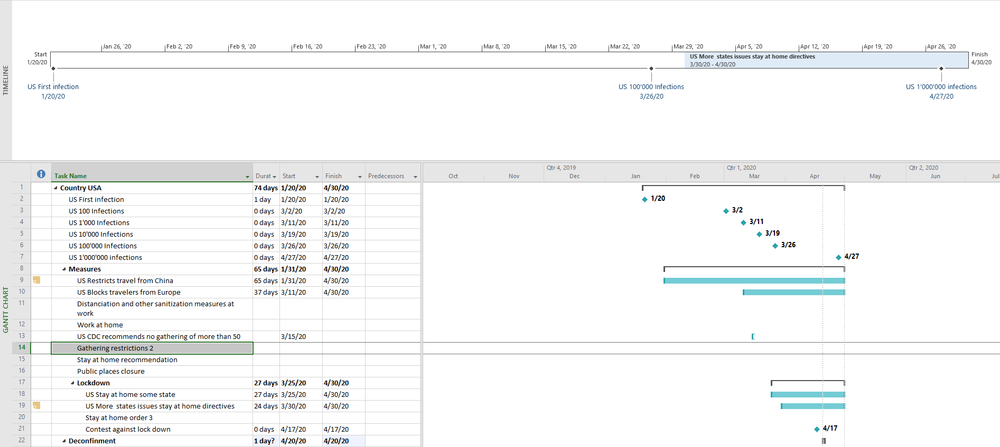 TIMELINE
Jan 26, '20 Feb 2, '20 Feb 9, '20 Feb 16, '20 Feb 23, '20 Mar 1, '20 Mar 8, '20 Mar 15, '20 Mar 22, '20 Mar 29, '20 Apr 5, '20 Apr 12, '20 Apr 19, '20 Apr 26, '20
Start
1/20/20
US More  states issues stay at home directives
3/30/20 - 4/30/20
Finish
4/30/20
US First infection
1/20/20
US 100'000 Infections
3/26/20
US 1'000'000 infections
4/27/20
GANTT CHART
Task Name Durat Start Finish Predecessors
Qtr 4, 2019 Qtr 1, 2020 Qtr 2, 2020
Oct Nov Dec Jan Feb Mar Apr May Jun Jul
1 Country USA 74 days 1/20/20 4/30/20
2 US First infection 1 day 1/20/20 1/20/20 1/20
3 US 100 Infections 0 days 3/2/20 3/2/20 3/2
4 US 1'000 Infections 0 days 3/11/20 3/11/20 3/11
5 US 10'000 Infections 0 days 3/19/20 3/19/20 3/19
6 US 100'000 Infections 0 days 3/26/20 3/26/20 3/26
7 US 1'000'000 infections 0 days 4/27/20 4/27/20 4/27
8 Measures 65 days 1/31/20 4/30/20
9 US Restricts travel from China 65 days 1/31/20 4/30/20
10 US Blocks travelers from Europe 37 days 3/11/20 4/30/20
11 Distanciation and other sanitization measures at
work
12 Work at home
13 US CDC recommends no gathering of more than 50 3/15/20
14 Gathering restrictions 2
15 Stay at home recommendation
16 Public places closure
17 Lockdown 27 days 3/25/20 4/30/20
18 US Stay at home some state 27 days 3/25/20 4/30/20
19 US More  states issues stay at home directives 24 days 3/30/20 4/30/20
20 Stay at home order 3
21 Contest against lock down 0 days 4/17/20 4/17/20 4/17
22 Deconfinment 1 day? 4/20/20 4/20/20